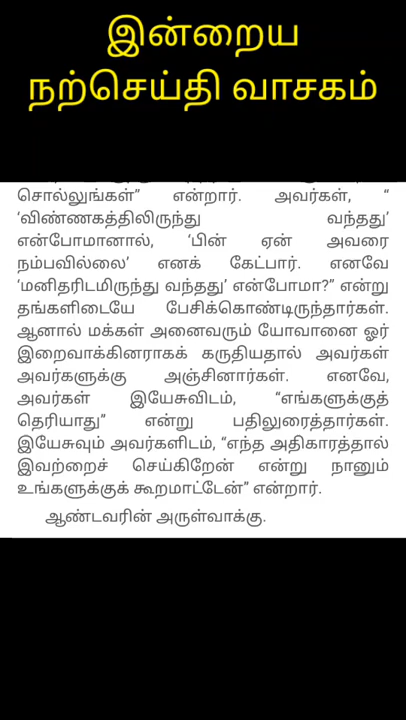 இன்றைய
நற்செய்தி வாசகம்
சொல்லுங்கள்” என்றார். அவர்கள், “
‘விண்ணகத்திலிருந்து வந்தது’
என்போமானால், ‘பின் ஏன் அவரை
நம்பவில்லை’ எனக் கேட்பார். எனவே
‘மனிதரிடமிருந்து வந்தது’ என்போமா?” என்று
தங்களிடையே பேசிக்கொண்டிருந்தார்கள்.
ஆனால் மக்கள் அனைவரும் யோவானை ஓர்
இறைவாக்கினராகக் கருதியதால் அவர்கள்
அவர்களுக்கு அஞ்சினார்கள். எனவே,
அவர்கள் இயேசுவிடம், “எங்களுக்குத்
தெரியாது” என்று பதிலுரைத்தார்கள்.
இயேசுவும் அவர்களிடம், “எந்த அதிகாரத்தால்
இவற்றைச் செய்கிறேன் என்று நானும்
உங்களுக்குக் கூறமாட்டேன்” என்றார்.
ஆண்டவரின் அருள்வாக்கு.